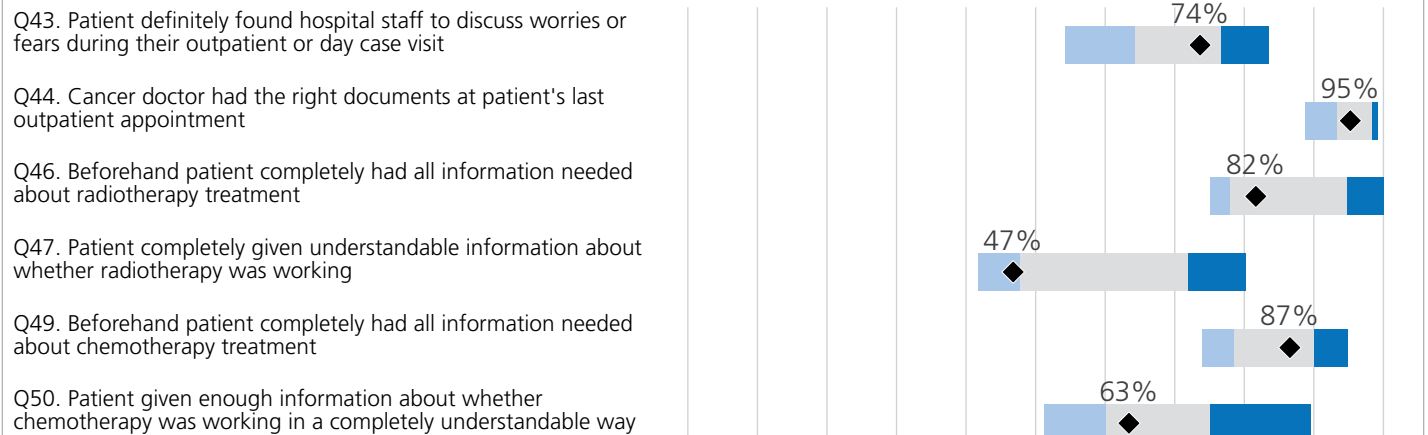 Q43. Patient definitely found hospital staff to discuss worries or
fears during their outpatient or day case visit
74%
Q44. Cancer doctor had the right documents at patient's last
outpatient appointment
95%
Q46. Beforehand patient completely had all information needed
about radiotherapy treatment
82%
Q47. Patient completely given understandable information about
whether radiotherapy was working
47%
Q49. Beforehand patient completely had all information needed
about chemotherapy treatment
87%
Q50. Patient given enough information about whether
chemotherapy was working in a completely understandable way
63%